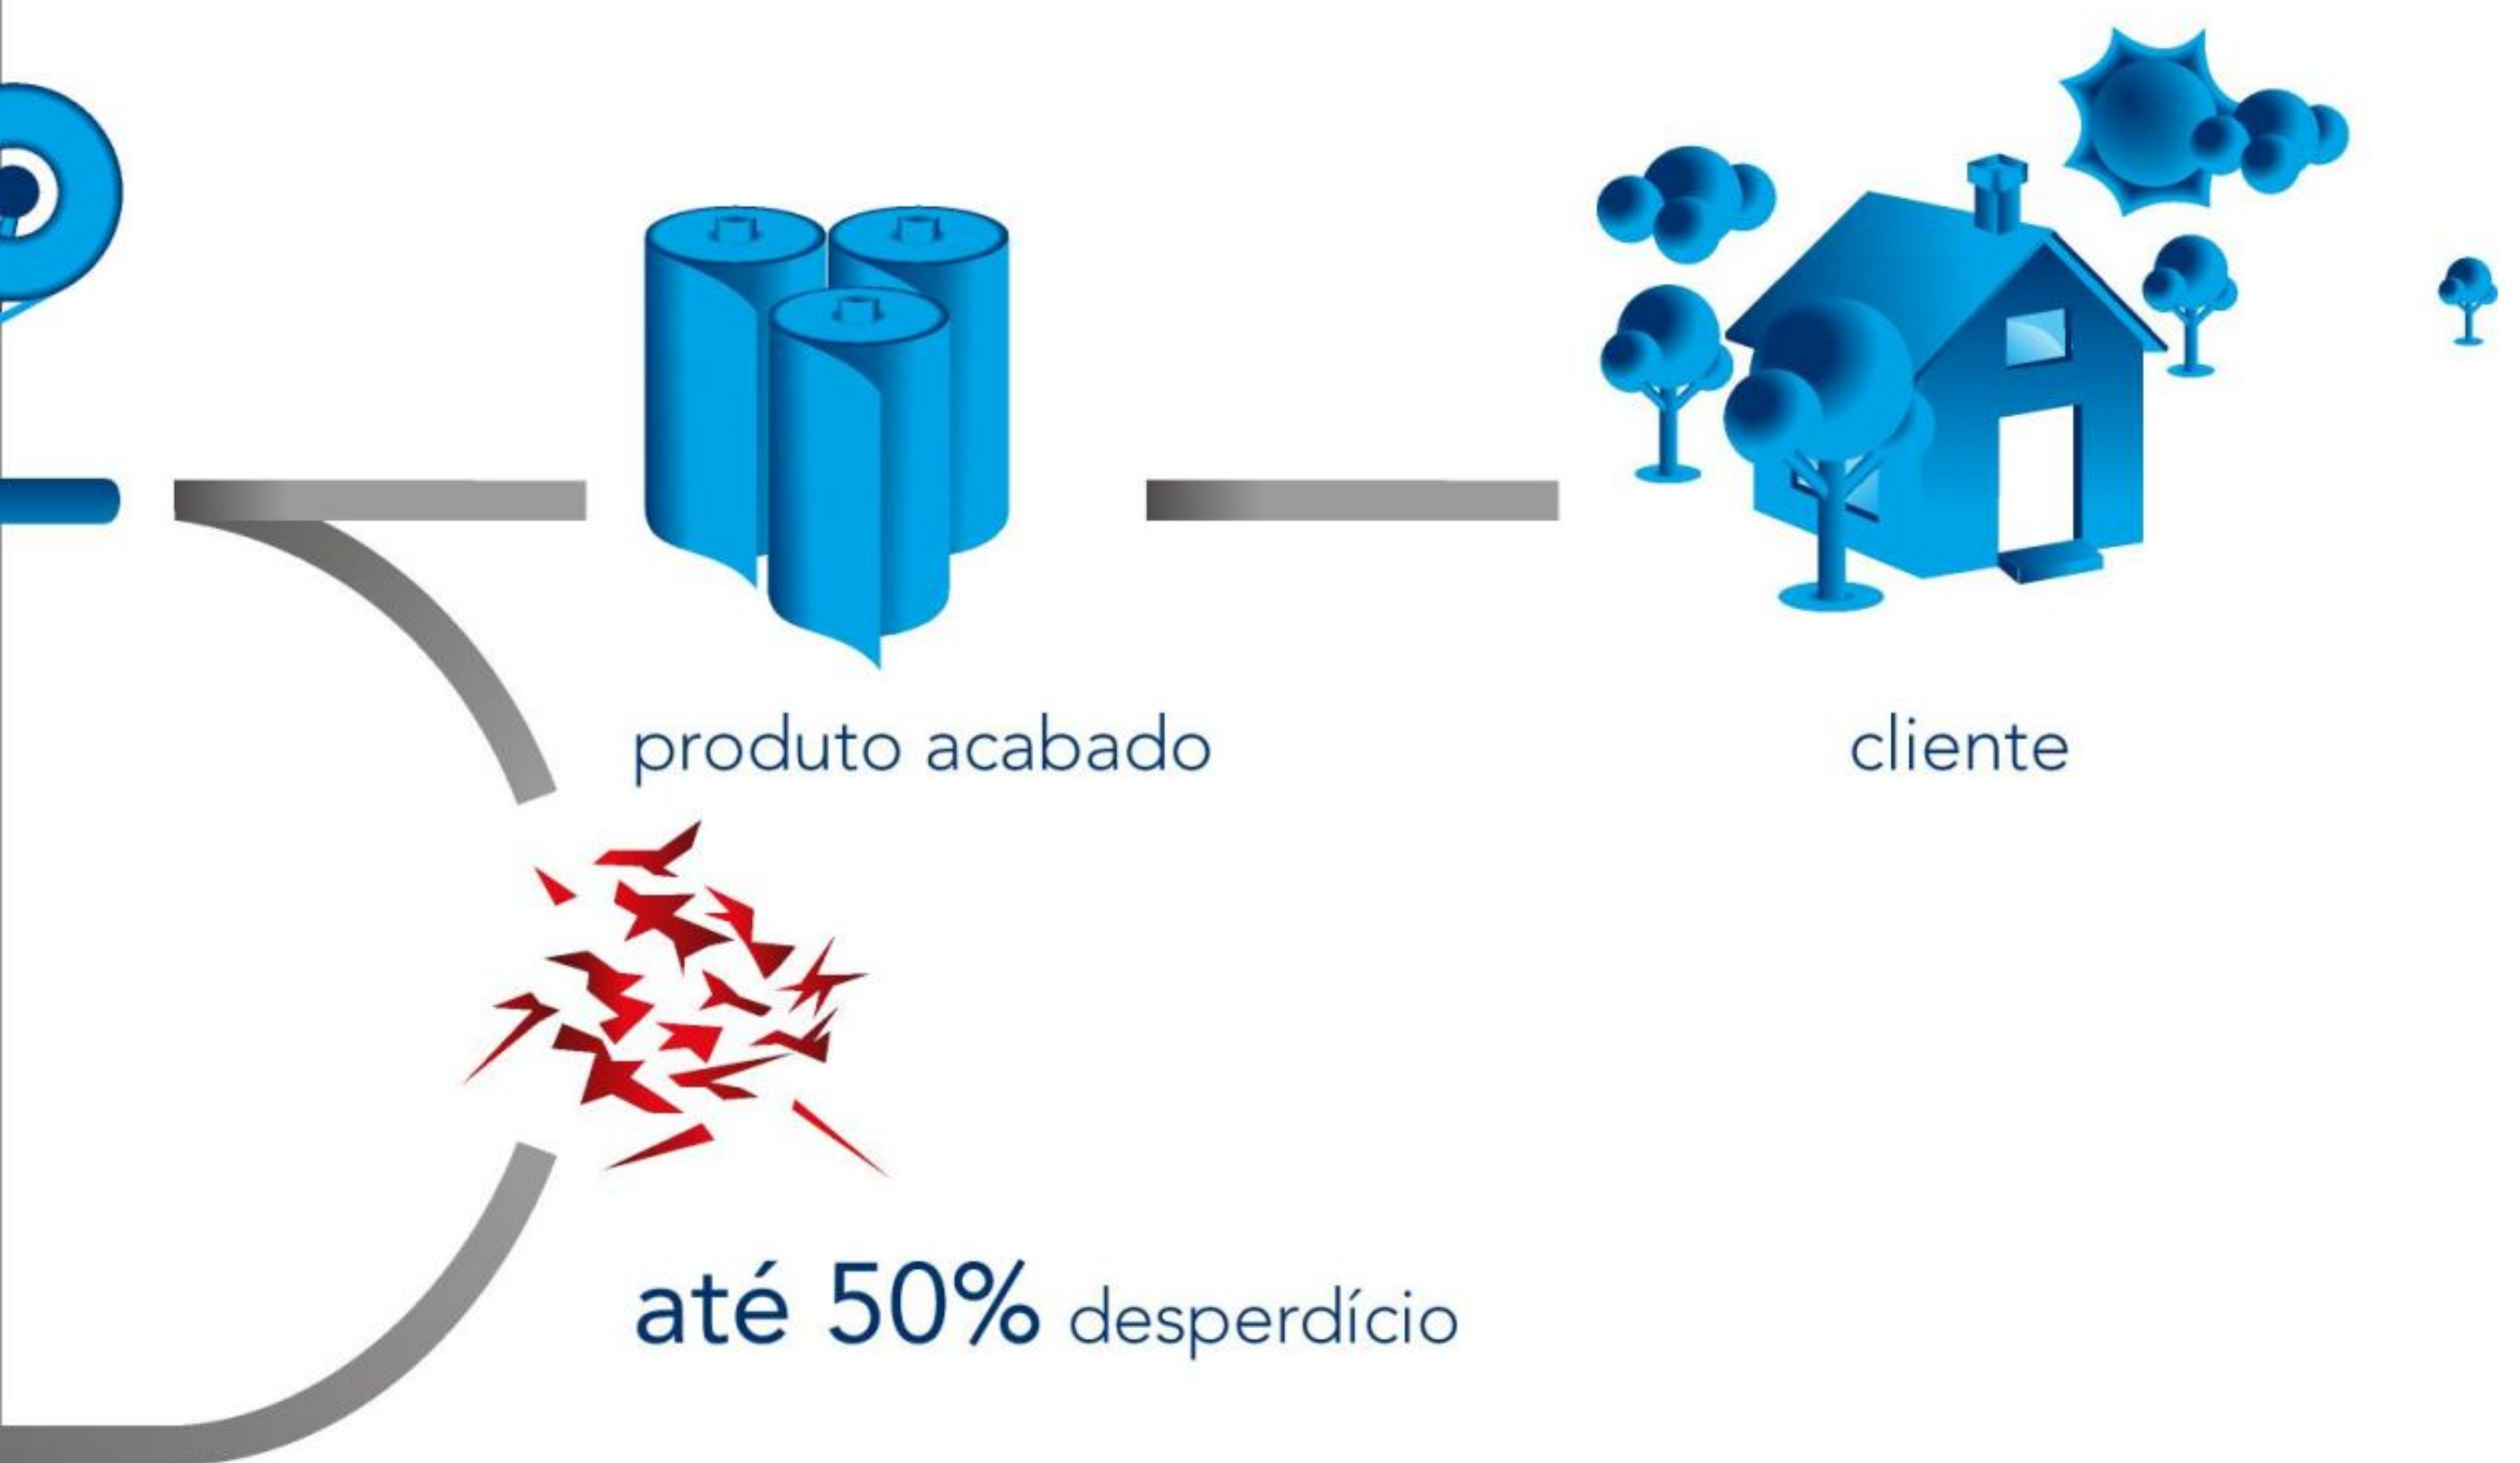 produto acabado
cliente
até 50% desperdício